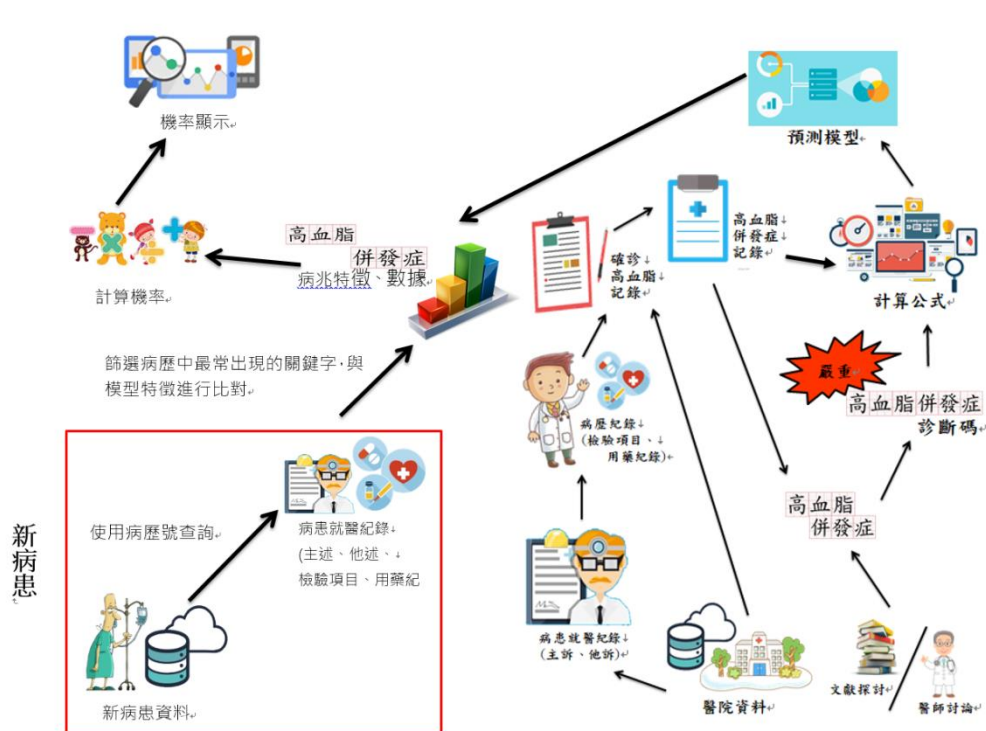 機率顯示
預測模型
高血脂
併發症
病兆特徵、數據
計算機率
確診
高血脂
記錄
高血脂
併發症
記錄
計算公式
篩選病歷中最常出現的關鍵字,與
模型特徵進行比對
嚴重
高血脂併發症
診斷碼
病歷紀錄
(檢驗項目、
用藥紀錄)
高血脂
併發症
新病患
使用病歷號查詢
病患就醫紀錄
(主述、他述、
檢驗項目、用藥紀
新病患資料
病患就醫紀錄
(主訴、他訴)
醫院資料
文獻探討
醫師討論